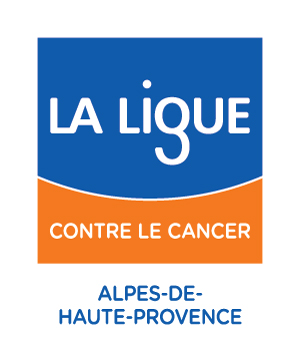 LA LIGUE
CONTRE LE CANCER
ALPES-DE-
HAUTE-PROVENCE